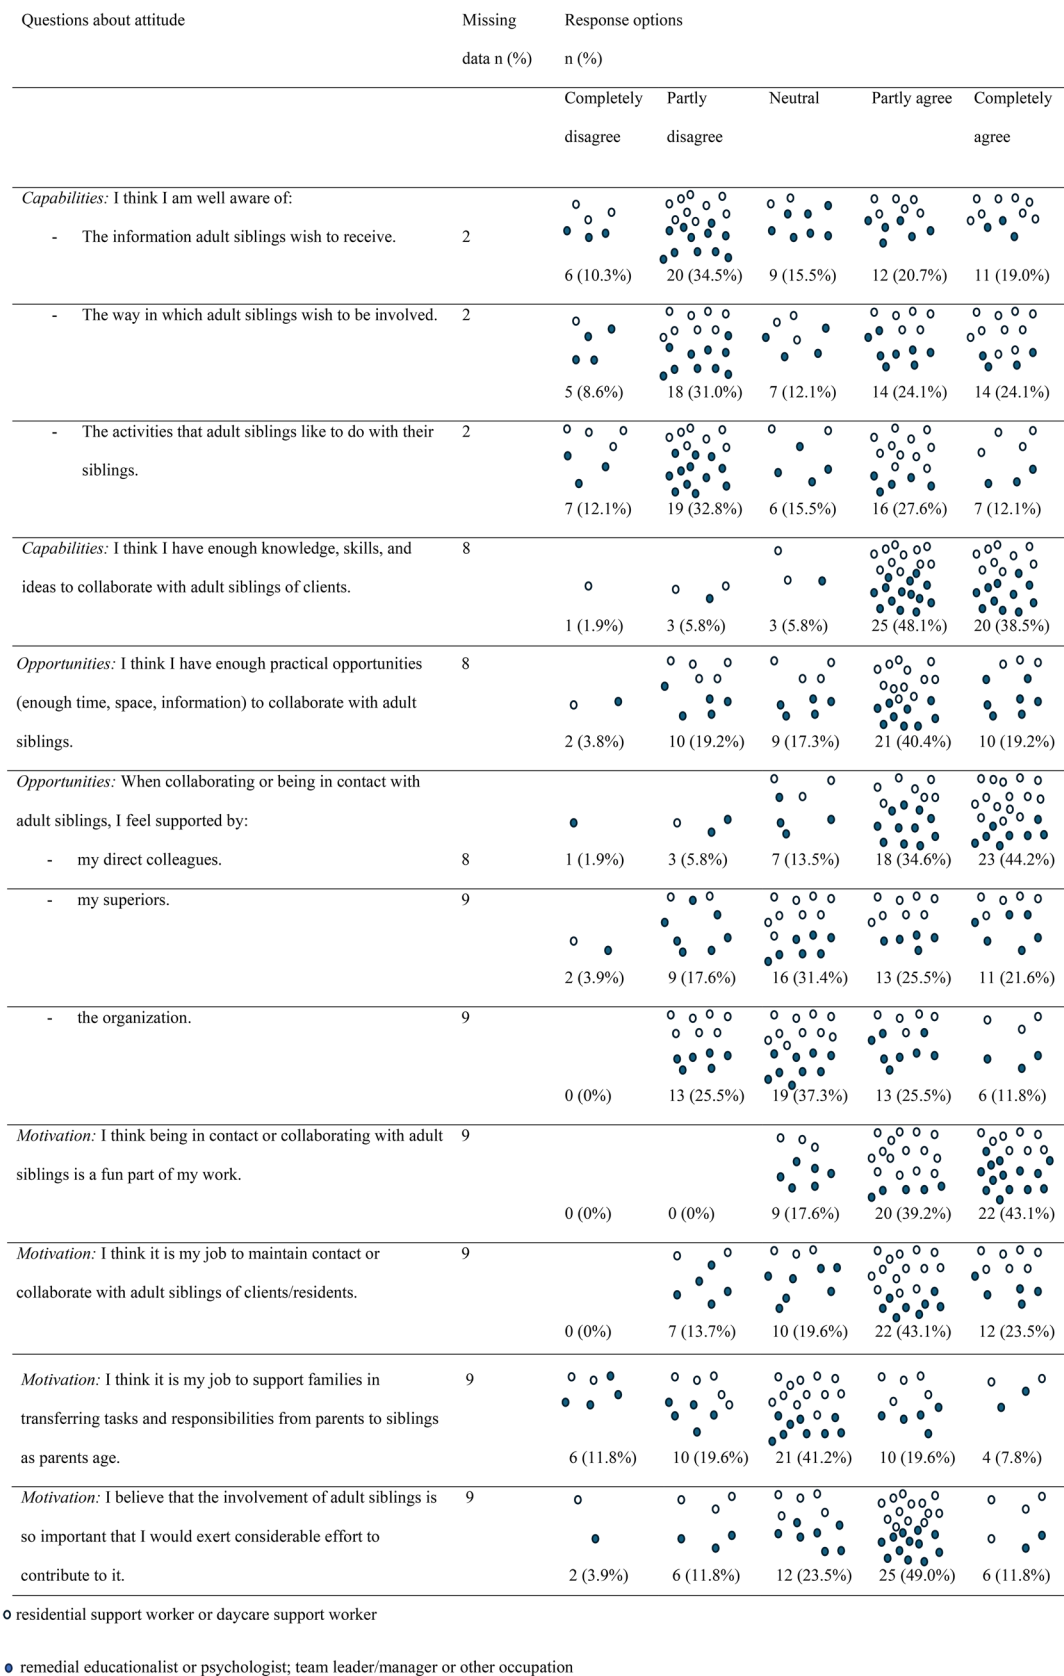 Questions about attitude Missing Response options
data n (%) n (%)
Completely Partly Neutral Partly agree Completely
disagree disagree agree
Capabilities: I think I am well aware of:
- The information adult siblings wish to receive. 2
6 (10.3%) 20 (34.5%) 9 (15.5%) 12 (20.7%) 11 (19.0%)
- The way in which adult siblings wish to be involved. 2
5 (8.6%) 18 (31.0%) 7 (12.1%) 14 (24.1%) 14 (24.1%)
- The activities that adult siblings like to do with their 2
siblings.
7 (12.1%) 19 (32.8%) 6 (15.5%) 16 (27.6%) 7 (12.1%)
Capabilities: I think I have enough knowledge, skills, and 8
ideas to collaborate with adult siblings of clients.
1 (1.9%) 3 (5.8%) 3 (5.8%) 25 (48.1%) 20 (38.5%)
Opportunities: I think I have enough practical opportunities 8
(enough time, space, information) to collaborate with adult
siblings. 2 (3.8%) 10 (19.2%) 9 (17.3%) 21 (40.4%) 10 (19.2%)
Opportunities: When collaborating or being in contact with
adult siblings, I feel supported by:
- my direct colleagues. 8 1 (1.9%) 3 (5.8%) 7 (13.5%) 18 (34.6%) 23 (44.2%)
- my superiors. 9
2 (3.9%) 9 (17.6%) 16 (31.4%) 13 (25.5%) 11 (21.6%)
- the organization. 9
0 (0%) 13 (25.5%) 19 (37.3%) 13 (25.5%) 6 (11.8%)
Motivation: I think being in contact or collaborating with adult 9
siblings is a fun part of my work.
0 (0%) 0 (0%) 9 (17.6%) 20 (39.2%) 22 (43.1%)
Motivation: I think it is my job to maintain contact or 9
collaborate with adult siblings of clients/residents.
0 (0%) 7 (13.7%) 10 (19.6%) 22 (43.1%) 12 (23.5%)
Motivation: I think it is my job to support families in 9
transferring tasks and responsibilities from parents to siblings
as parents age. 6 (11.8%) 10 (19.6%) 21 (41.2%) 10 (19.6%) 4 (7.8%)
Motivation: I believe that the involvement of adult siblings is 9
so important that I would exert considerable effort to
contribute to it. 2 (3.9%) 6 (11.8%) 12 (23.5%) 25 (49.0%) 6 (11.8%)
residential support worker or daycare support worker
remedial educationalist or psychologist; team leader/manager or other occupation